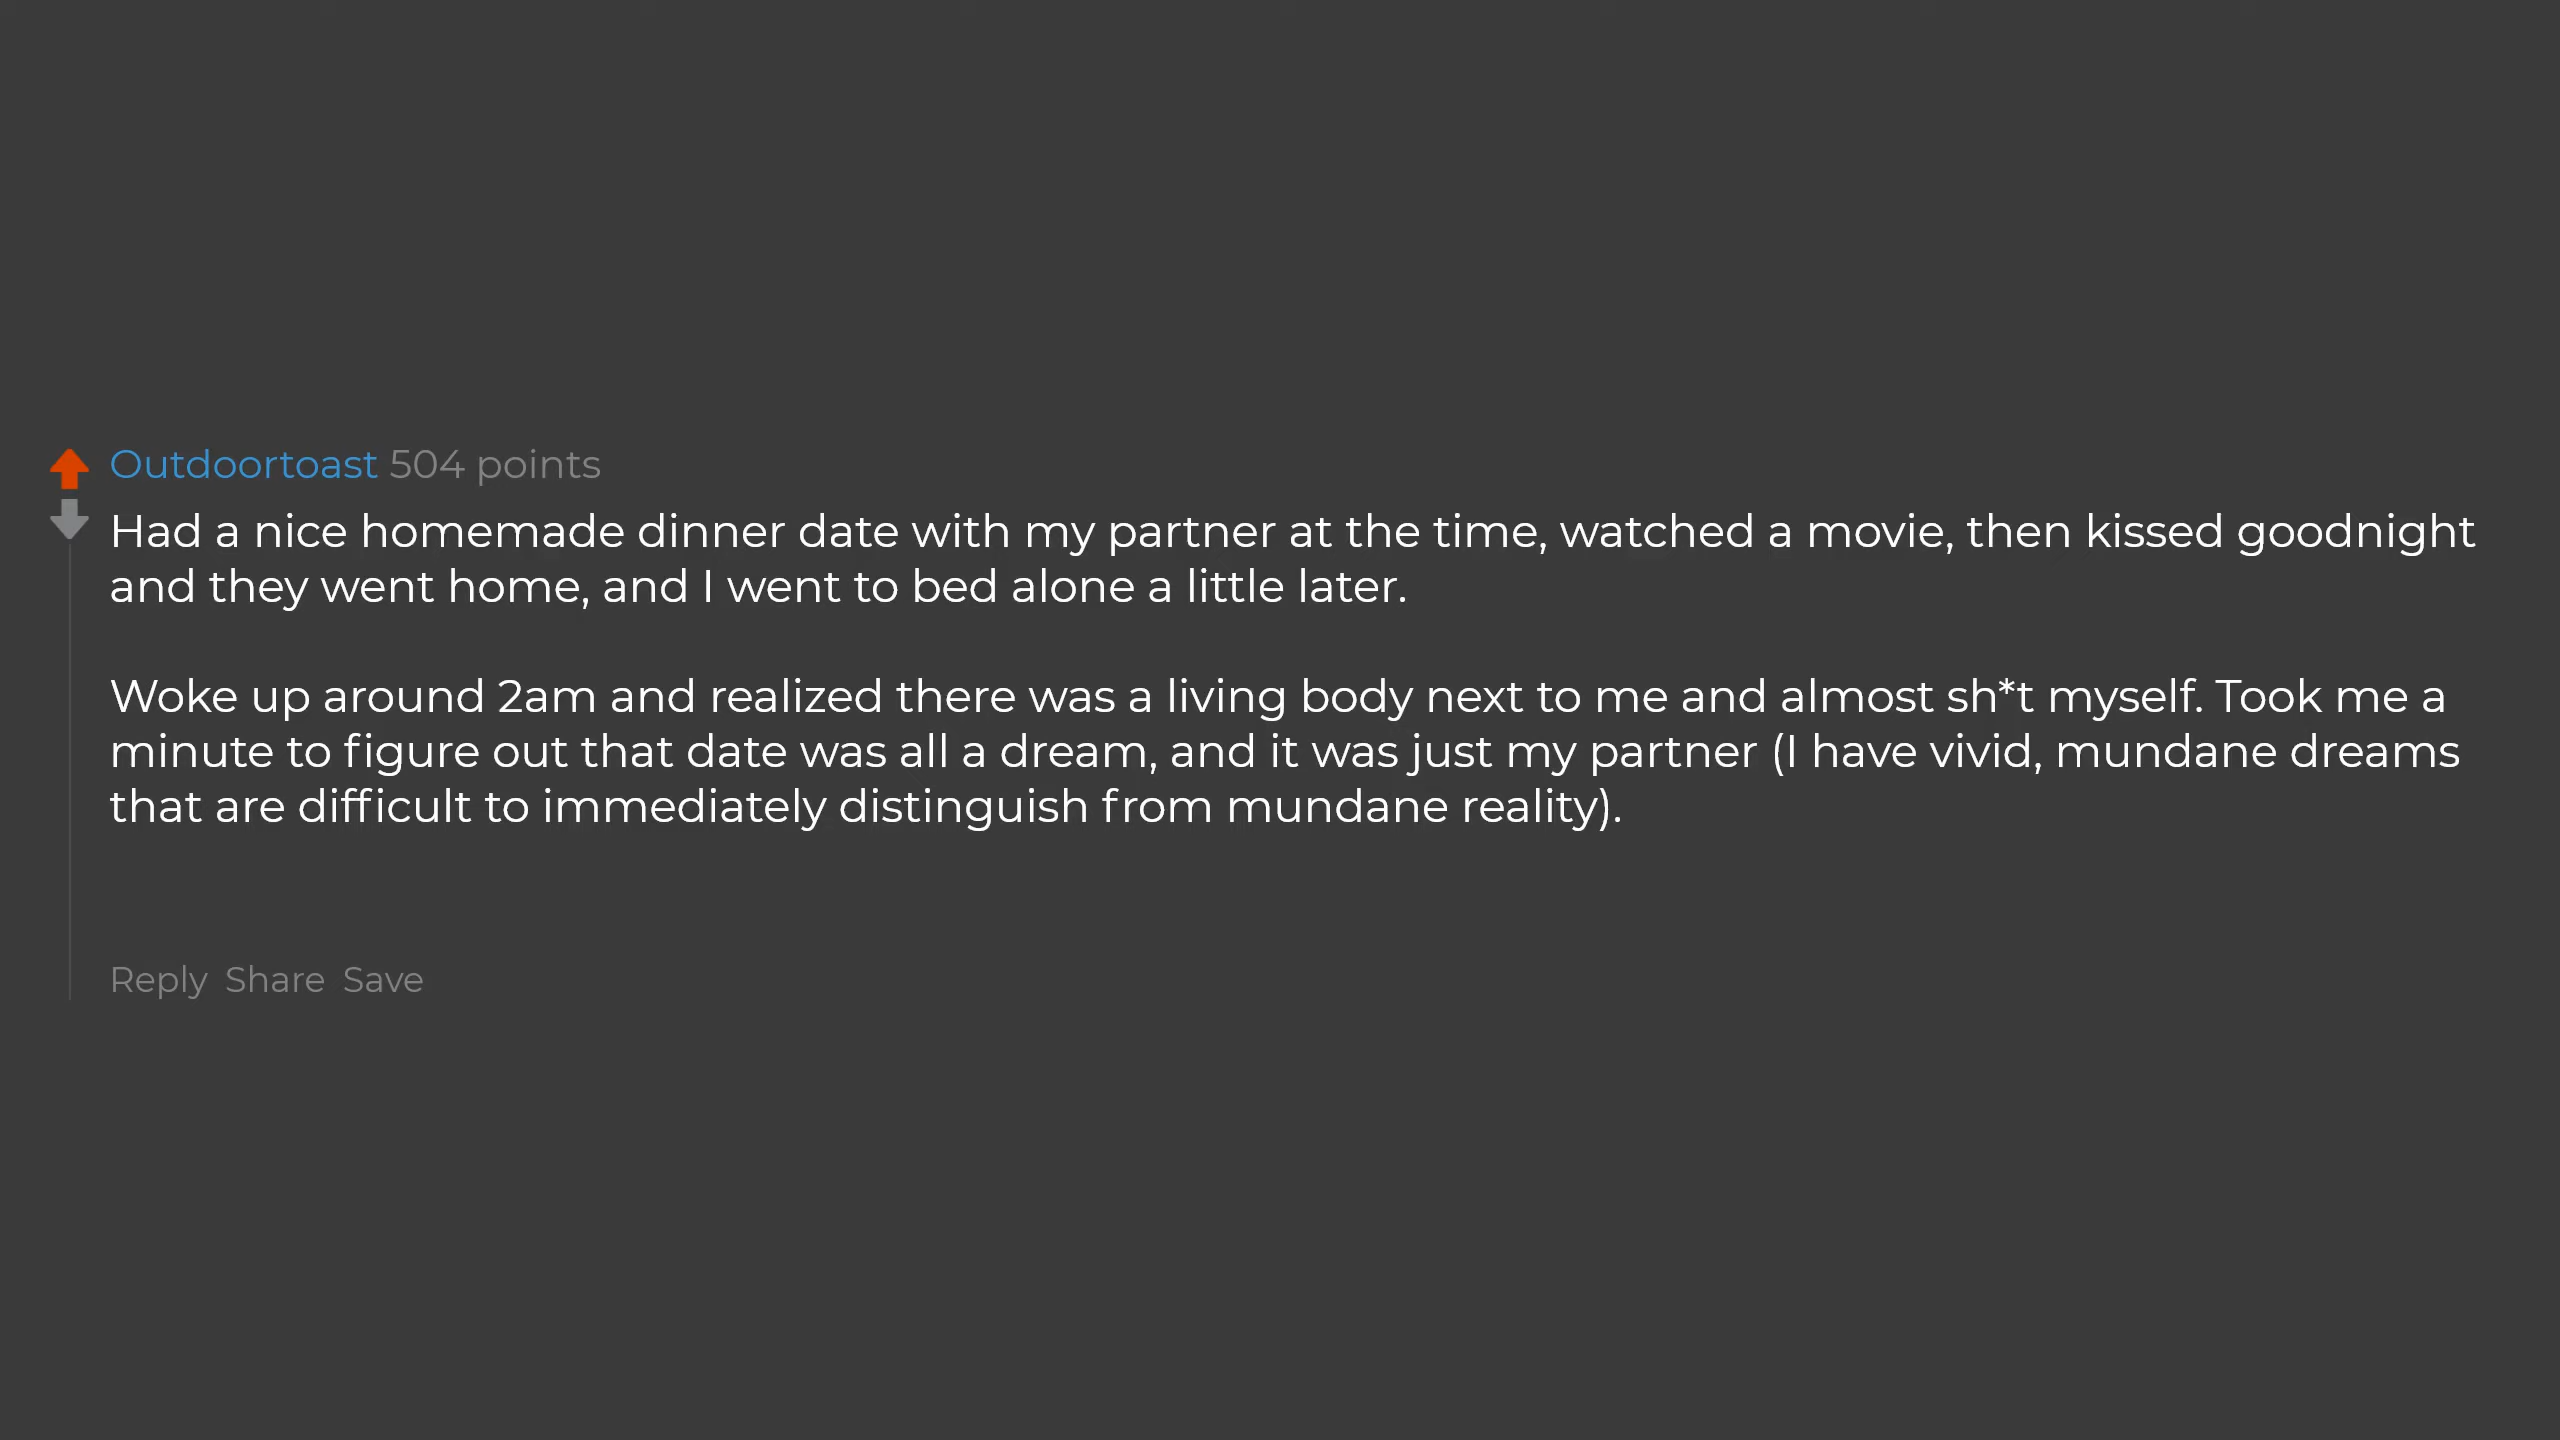 Outdoortoast 504 points
Had a nice homemade dinner date with my partner at the time, watched a movie, then kissed goodnight
and they went home, and I went to bed alone a little later.
Woke up around 2am and realized there was a living body next to me and almost sh*t myself. Took me a
minute to figure out that date was all a dream, and it was just my partner (I have vivid, mundane dreams
that are difficult to immediately distinguish from mundane reality).
Reply Share Save